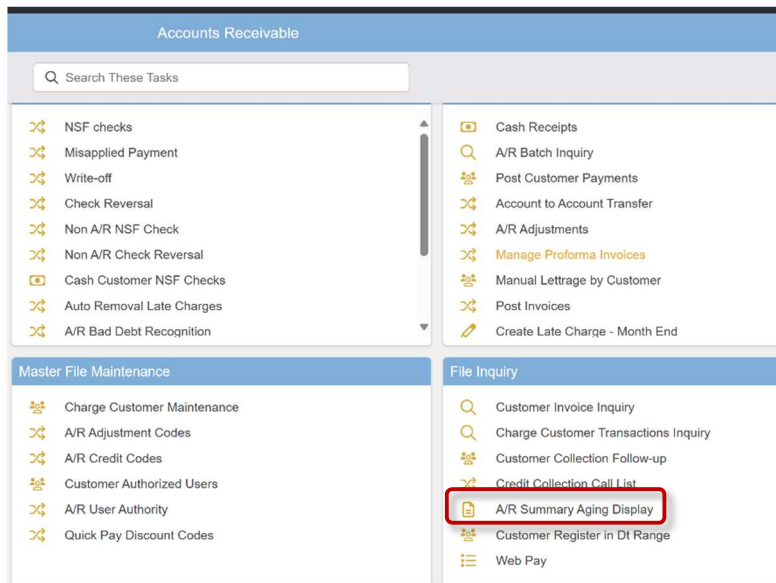 Accounts Receivable
Search These Tasks
NSF checks
Misapplied Payment
Write-off
Check Reversal
Non A/R NSF Check
Non A/R Check Reversal
Cash Customer NSF Checks
Auto Removal Late Charges
A/R Bad Debt Recognition
Cash Receipts
A/R Batch Inquiry
Post Customer Payments
Account to Account Transfer
A/R Adjustments
Manage Proforma Invoices
Manual Lettrage by Customer
Post Invoices
Create Late Charge - Month End
Master File Maintenance
Charge Customer Maintenance
A/R Adjustment Codes
A/R Credit Codes
Customer Authorized Users
A/R User Authority
Quick Pay Discount Codes
File Inquiry
Customer Invoice Inquiry
Charge Customer Transactions Inquiry
Customer Collection Follow-up
Credit Collection Call List
A/R Summary Aging Display
Customer Register in Dt Range
Web Pay